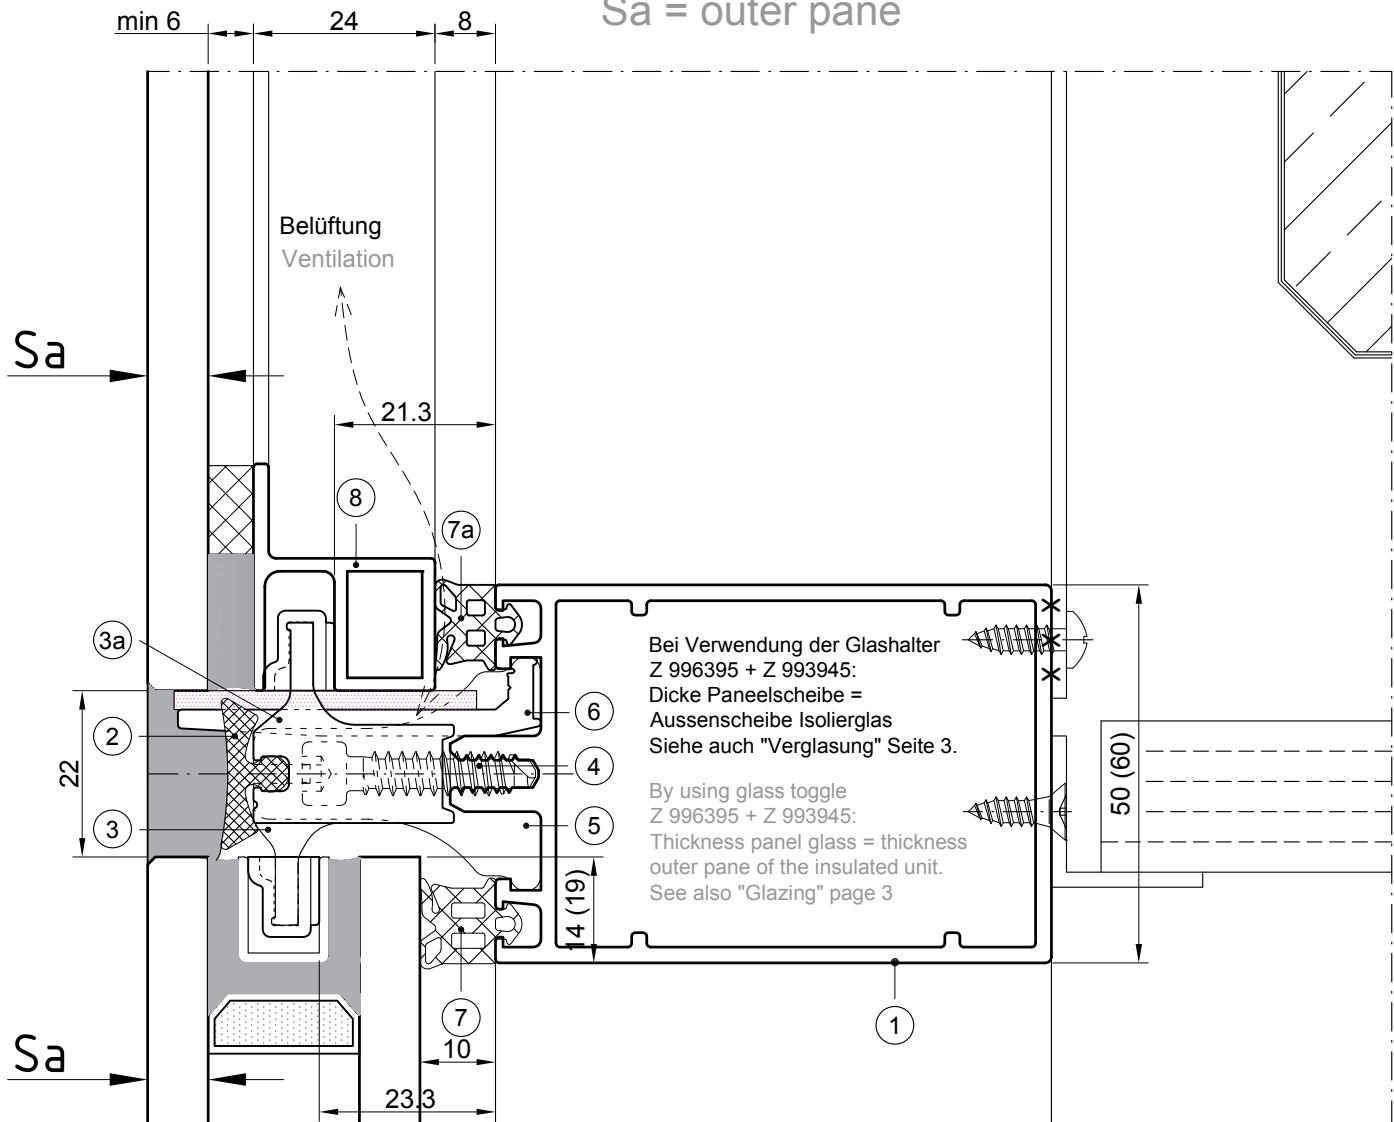 Sa = outer pane
min 6
24
8
Belüftung
Ventilation
Sa
21.3
8
7a
3a
Bei Verwendung der Glashalter
Z 996395 + Z 993945:
Dicke Paneelscheibe =
Aussenscheibe Isolierglas
Siehe auch "Verglasung" Seite 3.
6
2
22
4
By using glass toggle
Z 996395 + Z 993945:
Thickness panel glass = thickness
outer pane of the insulated unit.
See also "Glazing" page 3
50 (60)
3
5
14 (19)
7
1
Sa
10
23.3